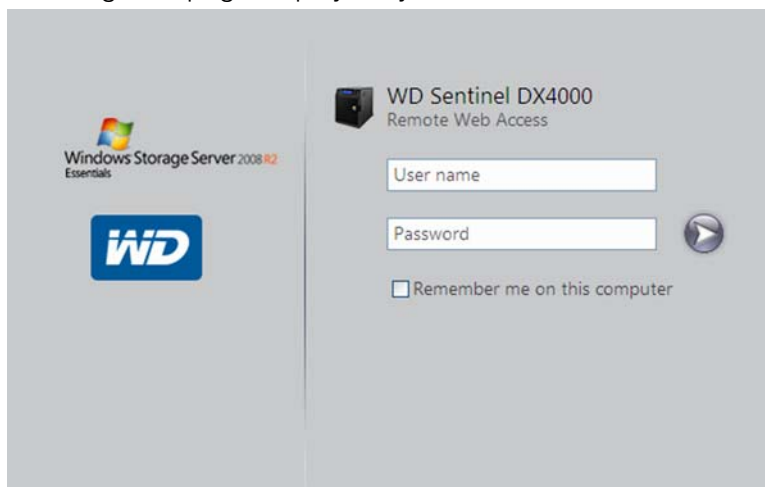 Windows Storage Server 2008 R2
Essentials
WD
WD Sentinel DX4000
Remote Web Access
User name
Password
Remember me on this computer